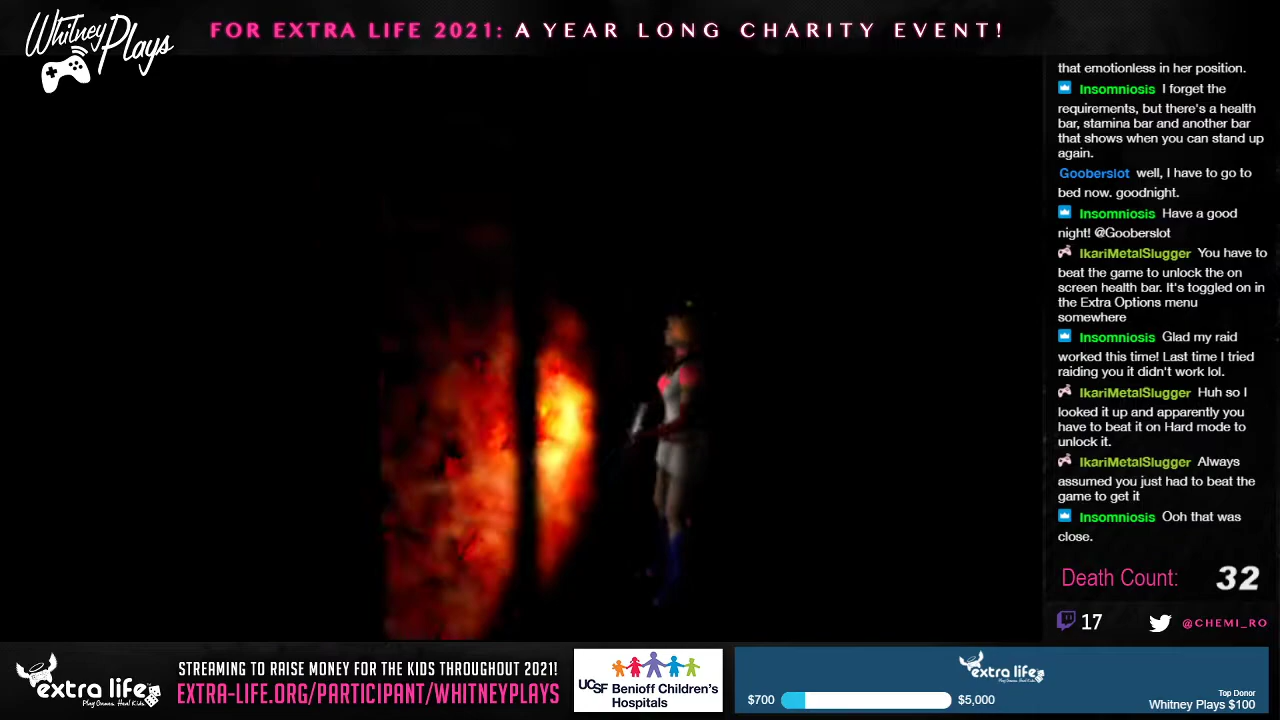 Whitney Plays
FOR EXTRA LIFE 2021: A YEAR LONG CHARITY EVENT!
that emotionless in her position.
Insomniosis I forget the
requirements, but there's a health
bar, stamina bar and another bar
that shows when you can stand up
again.
Gooberslot well, I have to go to
bed now. goodnight.
Insomniosis Have a good
night! @Gooberslot
IkariMetalSlugger You have to
beat the game to unlock the on
screen health bar. It's toggled on in
the Extra Options menu
somewhere
Insomniosis Glad my raid
worked this time! Last time I tried
raiding you it didn't work lol.
IkariMetalSlugger Huh so I
looked it up and apparently you
have to beat it on Hard mode to
unlock it.
IkariMetalSlugger Always
assumed you just had to beat the
game to get it
Insomniosis Ooh that was
close.
Death Count: 32
17 @CHEMI_RO
extra life
Play Games. Heal Kids.
STREAMING TO RAISE MONEY FOR THE KIDS THROUGHOUT 2021!
EXTRA-LIFE.ORG/PARTICIPANT/WHITNEYPLAYS
UCSF Benioff Children's
Hospitals
extra life
$700 $5,000
Top Donor
Whitney Plays $100